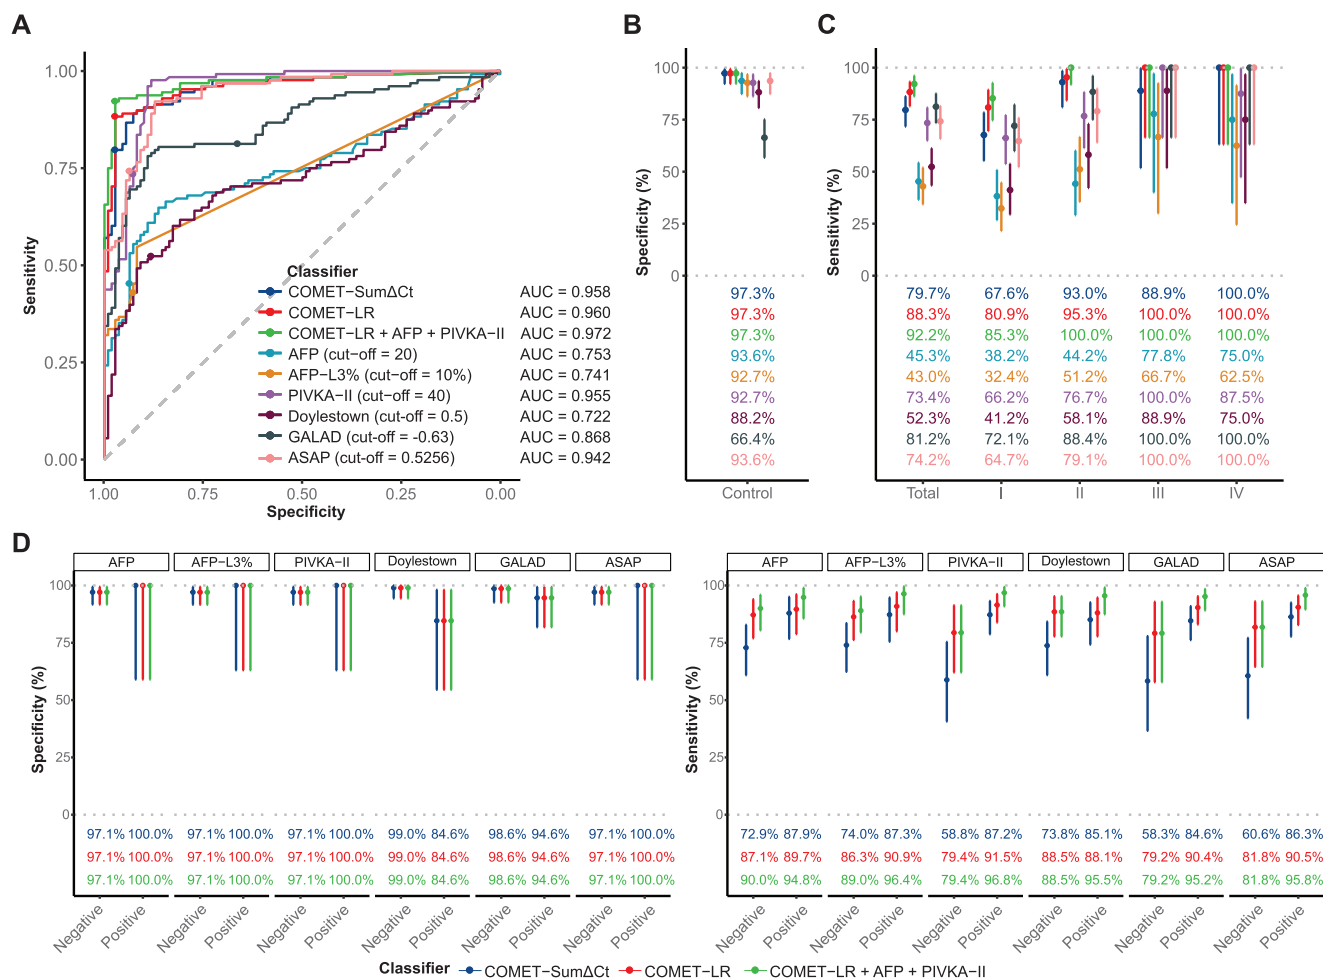 A
B
C
1.00
0.75
0.50
0.25
0.00
Sensitivity
1.00
0.75
0.50
0.25
0.00
Specificity
Classifier
COMET−SumΔCt AUC = 0.958
COMET−LR AUC = 0.960
COMET−LR + AFP + PIVKA−II AUC = 0.972
AFP (cut−off = 20) AUC = 0.753
AFP−L3% (cut−off = 10%) AUC = 0.741
PIVKA−II (cut−off = 40) AUC = 0.955
Doylestown (cut-off = 0.5) AUC = 0.722
GALAD (cut-off = -0.63) AUC = 0.868
ASAP (cut−off = 0.5256) AUC = 0.942
Specificity (%)
100
75
50
25
0
97.3%
97.3%
97.3%
93.6%
92.7%
92.7%
88.2%
66.4%
93.6%
Control
Sensitivity (%)
100
75
50
25
0
79.7% 67.6% 93.0% 88.9% 100.0%
88.3% 80.9% 95.3% 100.0% 100.0%
92.2% 85.3% 100.0% 100.0% 100.0%
45.3% 38.2% 44.2% 77.8% 75.0%
43.0% 32.4% 51.2% 66.7% 62.5%
73.4% 66.2% 76.7% 100.0% 87.5%
52.3% 41.2% 58.1% 88.9% 75.0%
81.2% 72.1% 88.4% 100.0% 100.0%
74.2% 64.7% 79.1% 100.0% 100.0%
Total I II III IV
D
AFP AFP−L3% PIVKA−II Doylestown GALAD ASAP
Specificity (%)
100
75
50
25
0
97.1% 100.0% 97.1% 100.0% 97.1% 100.0% 99.0% 84.6% 98.6% 94.6% 97.1% 100.0%
97.1% 100.0% 97.1% 100.0% 97.1% 100.0% 99.0% 84.6% 98.6% 94.6% 97.1% 100.0%
97.1% 100.0% 97.1% 100.0% 97.1% 100.0% 99.0% 84.6% 98.6% 94.6% 97.1% 100.0%
Negative Positive Negative Positive Negative Positive Negative Positive Negative Positive Negative Positive
AFP AFP−L3% PIVKA−II Doylestown GALAD ASAP
Sensitivity (%)
100
75
50
25
0
72.9% 87.9% 74.0% 87.3% 58.8% 87.2% 73.8% 85.1% 58.3% 84.6% 60.6% 86.3%
87.1% 89.7% 86.3% 90.9% 79.4% 91.5% 88.5% 88.1% 79.2% 90.4% 81.8% 90.5%
90.0% 94.8% 89.0% 96.4% 79.4% 96.8% 88.5% 95.5% 79.2% 95.2% 81.8% 95.8%
Negative Positive Negative Positive Negative Positive Negative Positive Negative Positive Negative Positive
Classifier COMET−SumΔCt COMET−LR COMET−LR + AFP + PIVKA−II